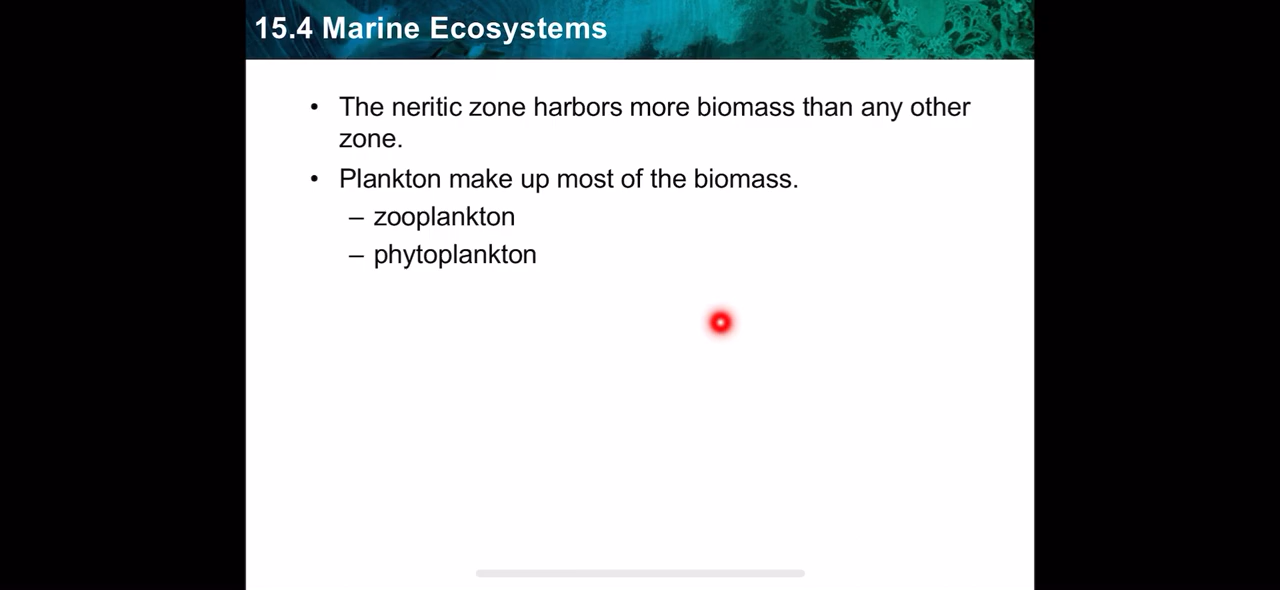 15.4 Marine Ecosystems
• The neritic zone harbors more biomass than any other
zone.
• Plankton make up most of the biomass.
– zooplankton
– phytoplankton